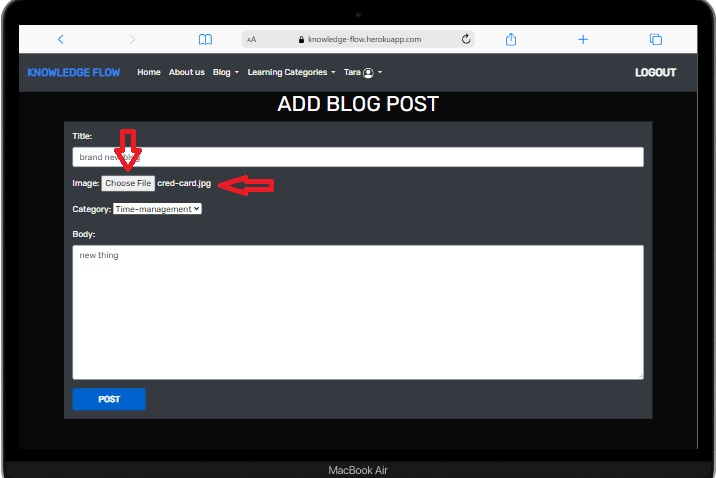 AA knowledge-flow.herokuapp.com
KNOWLEDGE FLOW Home About us Blog Learning Categories Tara LOGOUT
ADD BLOG POST
Title:
brand new blog
Image: Choose File cred-card.jpg
Category: Time-management
Body:
new thing
POST
MacBook Air